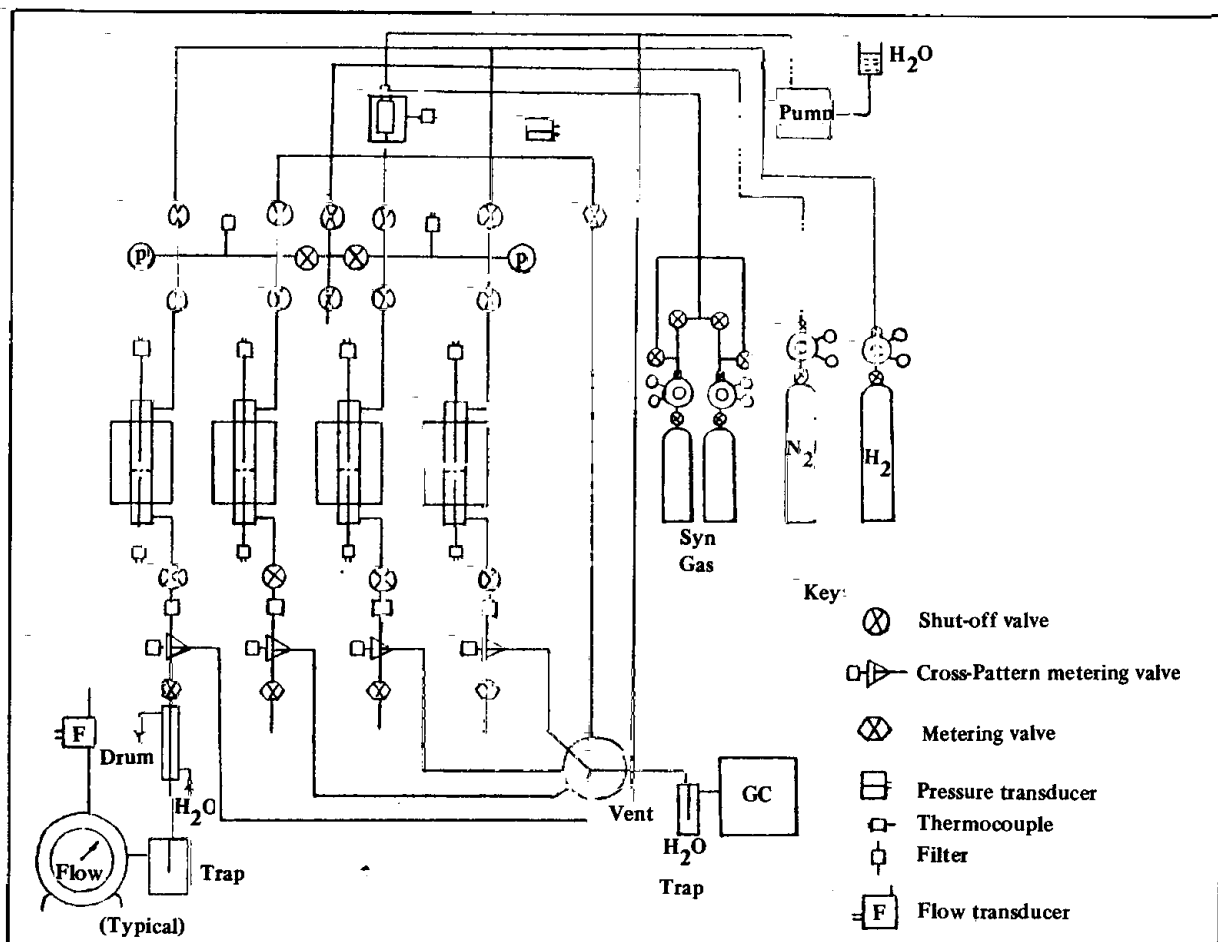 H2O
Pump
P
P
N2
H2
Syn
Gas
Key:
Shut-off valve
Cross-Pattern metering valve
F
Drum
Metering valve
H2O
Vent
GC
Pressure transducer
Thermocouple
H2O
Flow
Trap
Trap
Filter
(Typical)
F
Flow transducer